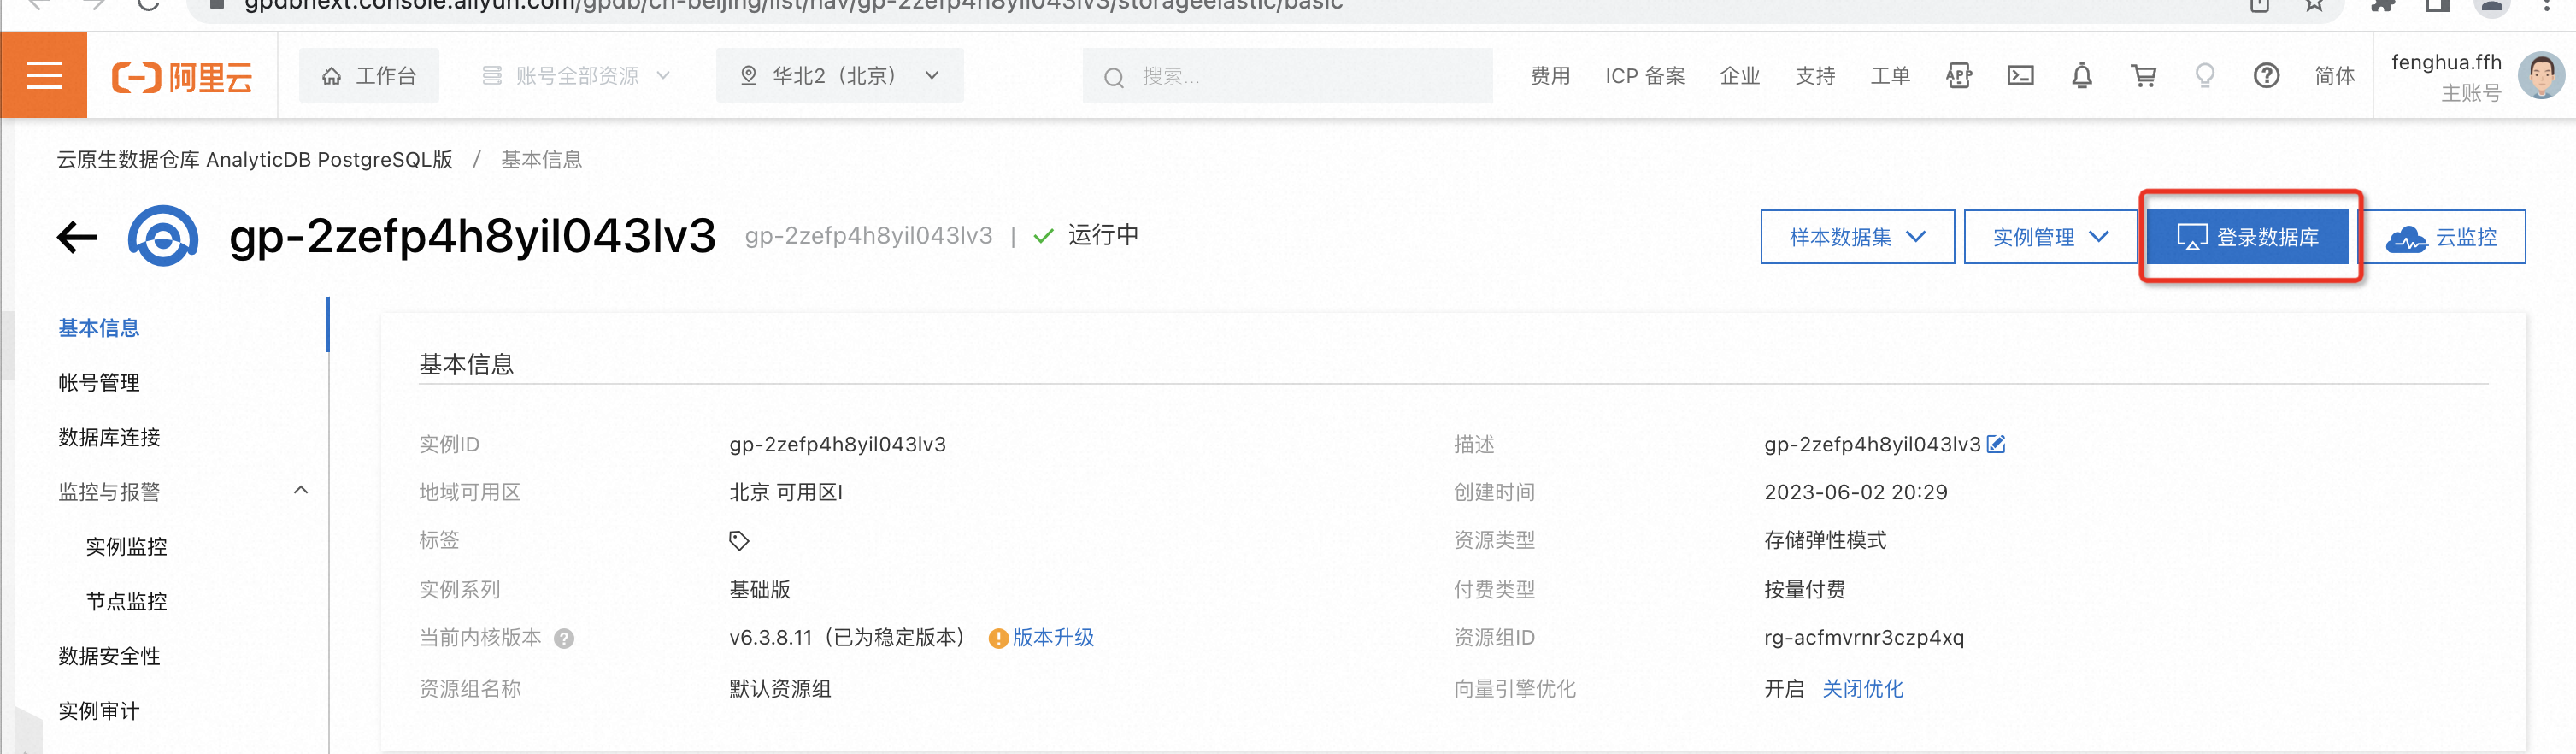 gpdbnext.console.aliyun.com/gpdb/cn-beijing/list/nav/gp-2zefp4h8yil043lv3/storageelastic/basic
阿里云 工作台 账号全部资源 华北2（北京） 搜索... 费用 ICP 备案 企业 支持 工单 APP 简体 fenghua.ffh
主账号
云原生数据仓库 AnalyticDB PostgreSQL版 / 基本信息
gp-2zefp4h8yil043lv3 gp-2zefp4h8yil043lv3 | 运行中 样本数据集 实例管理 登录数据库 云监控
基本信息
帐号管理
数据库连接
监控与报警
实例监控
节点监控
数据安全性
实例审计
基本信息
实例ID gp-2zefp4h8yil043lv3 描述 gp-2zefp4h8yil043lv3
地域可用区 北京 可用区I 创建时间 2023-06-02 20:29
标签 资源类型 存储弹性模式
实例系列 基础版 付费类型 按量付费
当前内核版本 v6.3.8.11（已为稳定版本） 版本升级 资源组ID rg-acfmvrnr3czp4xq
资源组名称 默认资源组 向量引擎优化 开启 关闭优化